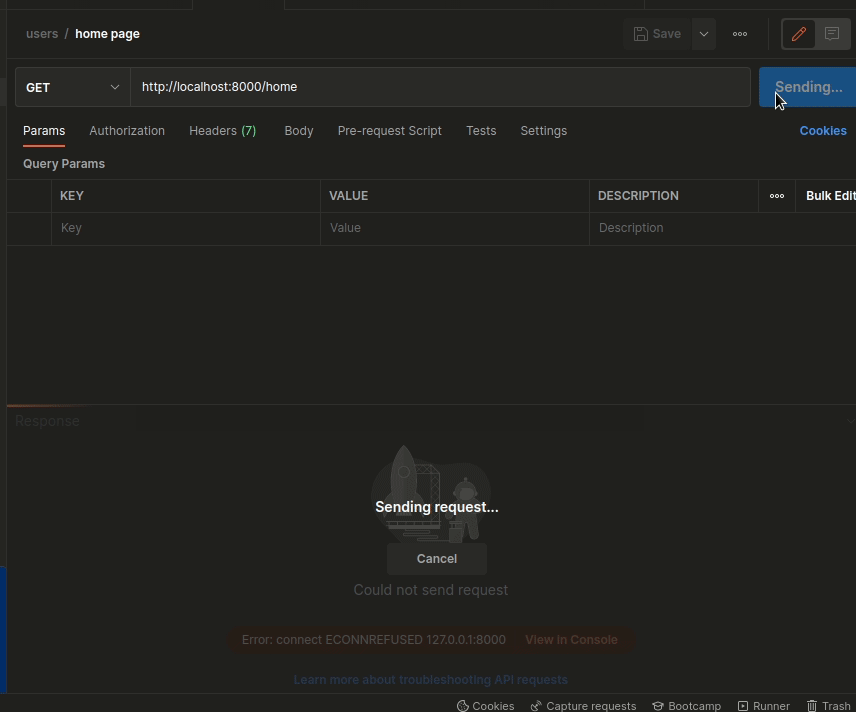 users / home page
Save
GET
http://localhost:8000/home
Sending...
Params
Authorization
Headers (7)
Body
Pre-request Script
Tests
Settings
Cookies
Query Params
KEY
VALUE
DESCRIPTION
Bulk Edit
Key
Value
Description
Response
Sending request...
Cancel
Could not send request
Error: connect ECONNREFUSED 127.0.0.1:8000
View in Console
Learn more about troubleshooting API requests
Cookies
Capture requests
Bootcamp
Runner
Trash